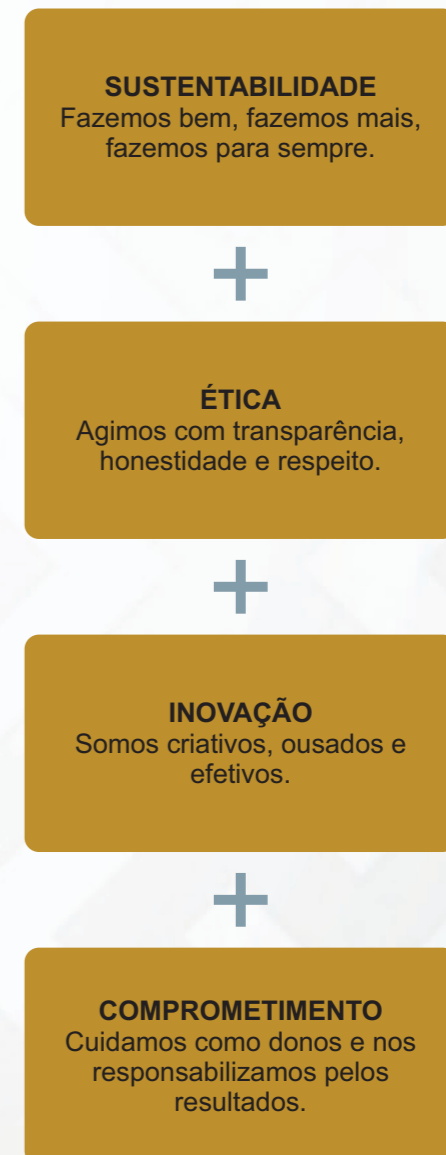 SUSTENTABILIDADE
Fazemos bem, fazemos mais,
fazemos para sempre.
+
ÉTICA
Agimos com transparência,
honestidade e respeito.
+
INOVAÇÃO
Somos criativos, ousados e
efetivos.
+
COMPROMETIMENTO
Cuidamos como donos e nos
responsabilizamos pelos
resultados.